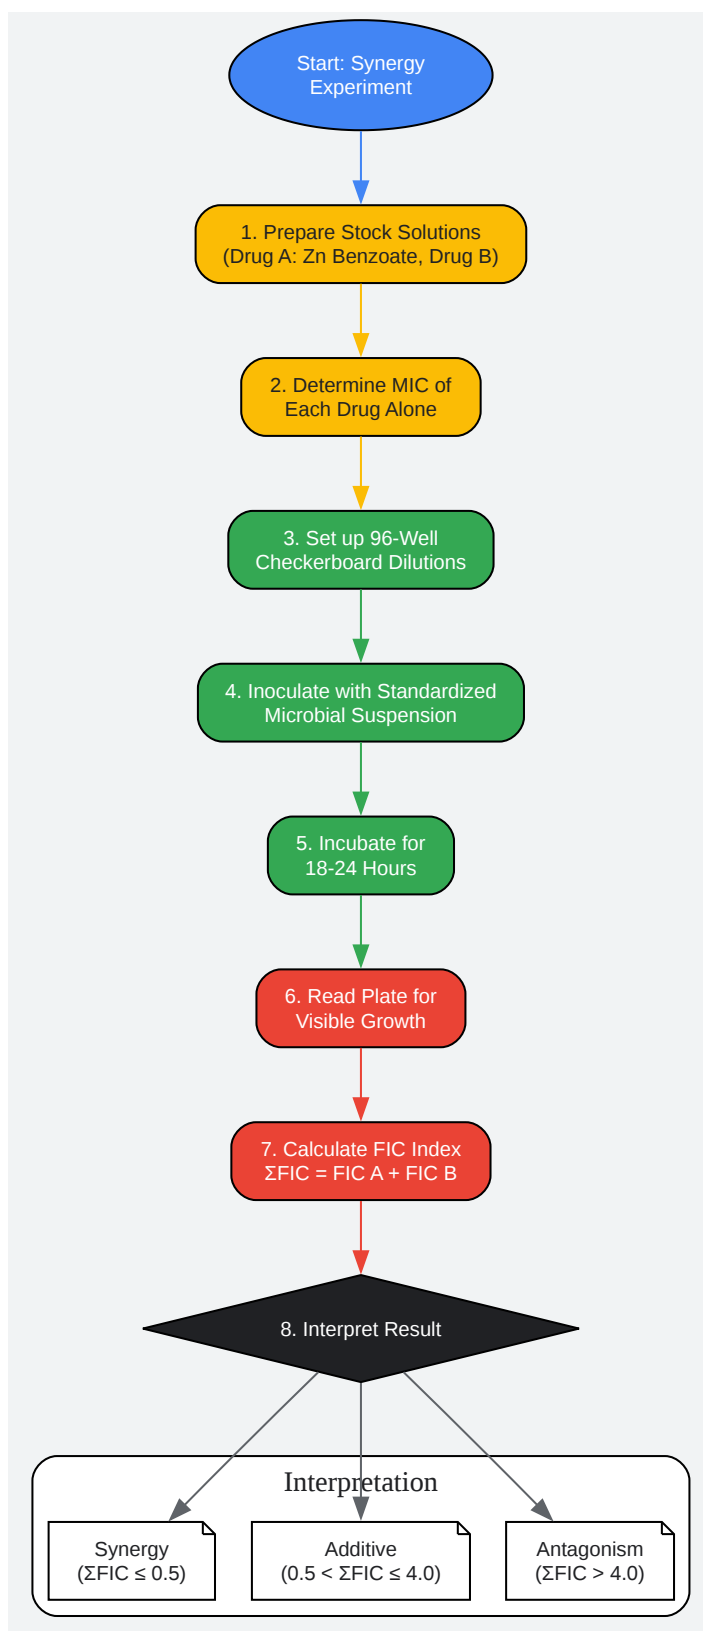 Start: Synergy
Experiment
1. Prepare Stock Solutions
(Drug A: Zn Benzoate, Drug B)
2. Determine MIC of
Each Drug Alone
3. Set up 96-Well
Checkerboard Dilutions
4. Inoculate with Standardized
Microbial Suspension
5. Incubate for
18-24 Hours
6. Read Plate for
Visible Growth
7. Calculate FIC Index
ΣFIC = FIC A + FIC B
8. Interpret Result
Interpretation
Synergy
(ΣFIC ≤ 0.5)
Additive
(0.5 < ΣFIC ≤ 4.0)
Antagonism
(ΣFIC > 4.0)